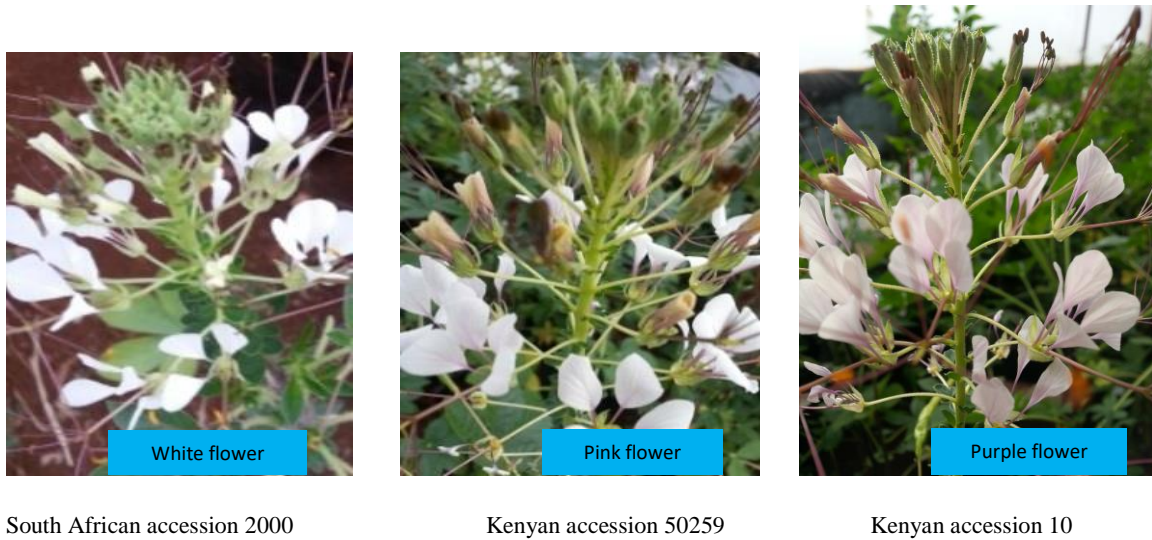 White flower
Pink flower
Purple flower
South African accession 2000
Kenyan accession 50259
Kenyan accession 10